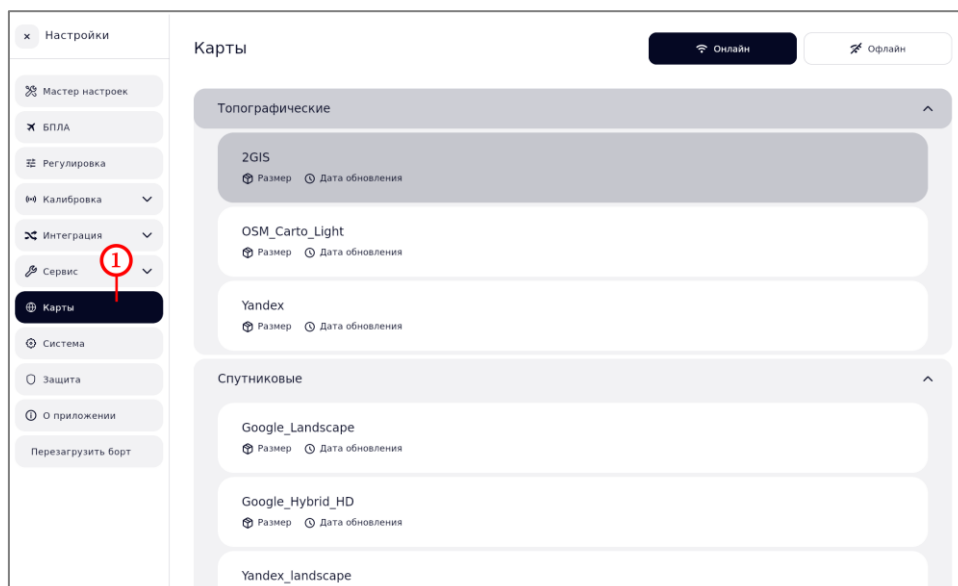 × Настройки
Мастер настроек
БПЛА
Регулировка
Калибровка
Интеграция
Сервис
1
Карты
Система
Защита
О приложении
Перезагрузить борт
Карты
Онлайн
Офлайн
Топографические
2GIS
Размер Дата обновления
OSM_Carto_Light
Размер Дата обновления
Yandex
Размер Дата обновления
Спутниковые
Google_Landscape
Размер Дата обновления
Google_Hybrid_HD
Размер Дата обновления
Yandex_landscape